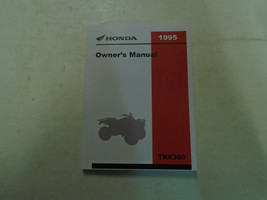 HONDA
1995
Owner's Manual
TRX300